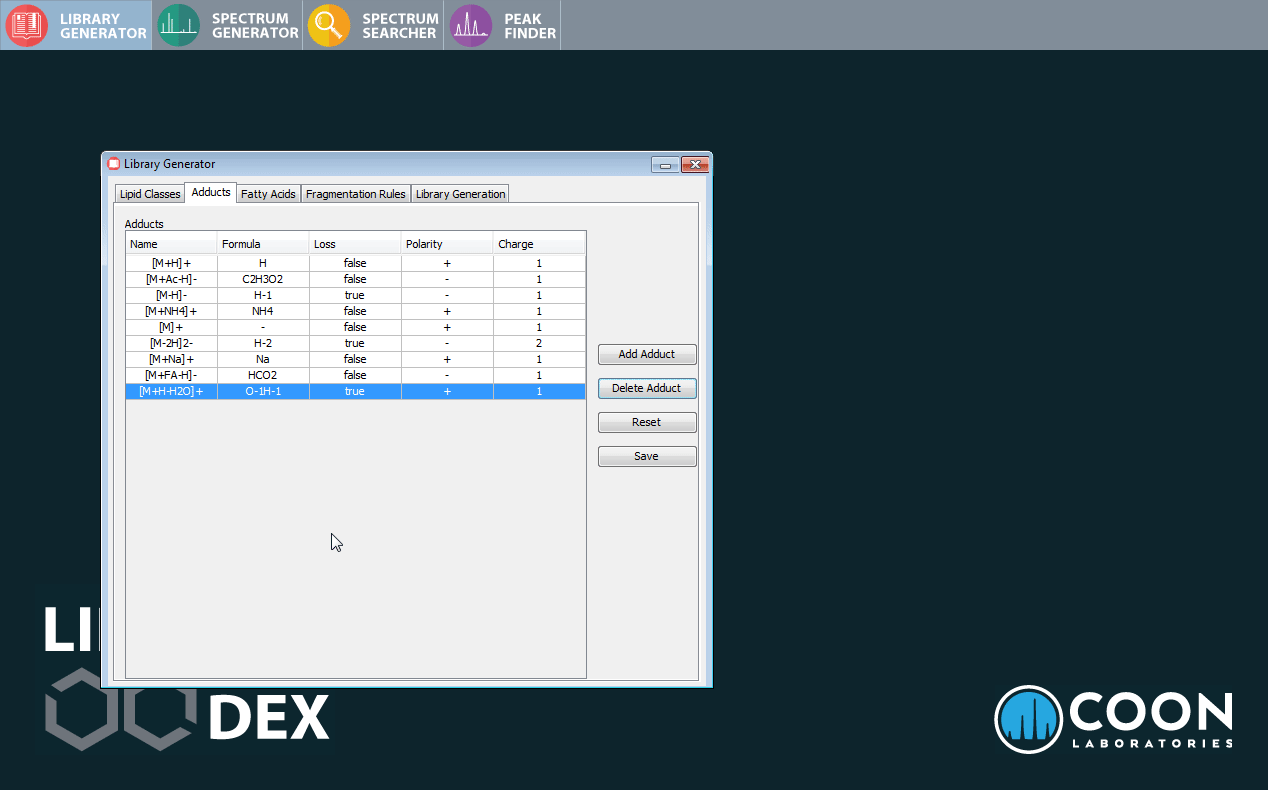 LIBRARY GENERATOR
SPECTRUM GENERATOR
SPECTRUM SEARCHER
PEAK FINDER
Library Generator
Lipid Classes Adducts Fatty Acids Fragmentation Rules Library Generation
Adducts
Name Formula Loss Polarity Charge
[M+H]+ H false + 1
[M+Ac-H]- C2H3O2 false - 1
[M-H]- H-1 true - 1
[M+NH4]+ NH4 false + 1
[M]+ - false + 1
[M-2H]2- H-2 true - 2
[M+Na]+ Na false + 1
[M+FA-H]- HCO2 false - 1
[M+H-H2O]+ O-1H-1 true + 1
Add Adduct
Delete Adduct
Reset
Save
LI
DEX
COON
LABORATORIES